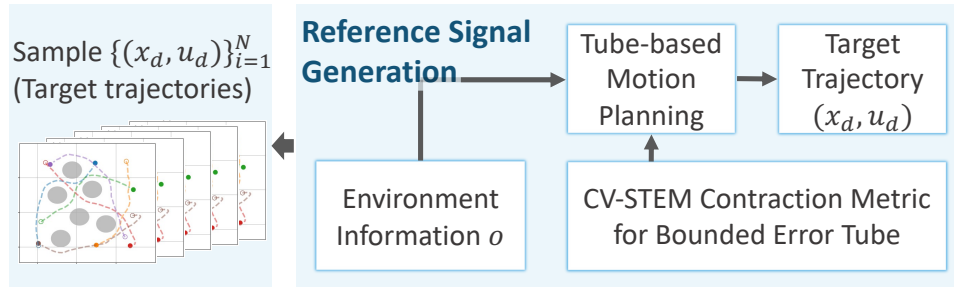 Sample {(x_d, u_d)}_{i=1}^N
(Target trajectories)
Reference Signal
Generation
Tube-based
Motion
Planning
Target
Trajectory
(x_d, u_d)
Environment
Information o
CV-STEM Contraction Metric
for Bounded Error Tube